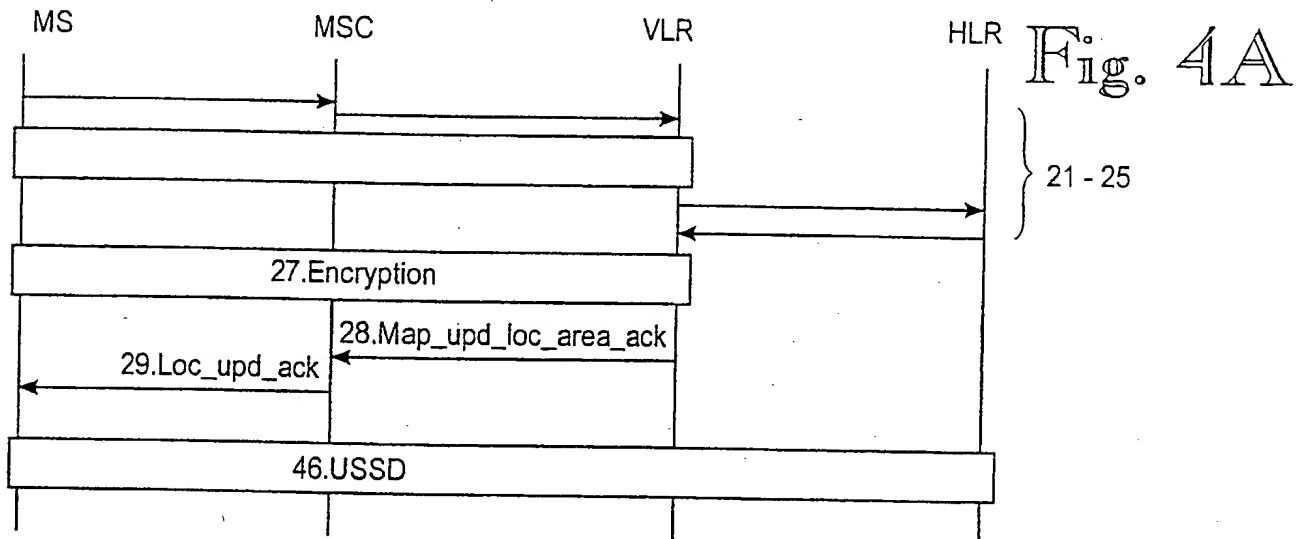 MS MSC VLR HLR
Fig. 4A
21 - 25
27.Encryption
28.Map_upd_loc_area_ack
29.Loc_upd_ack
46.USSD